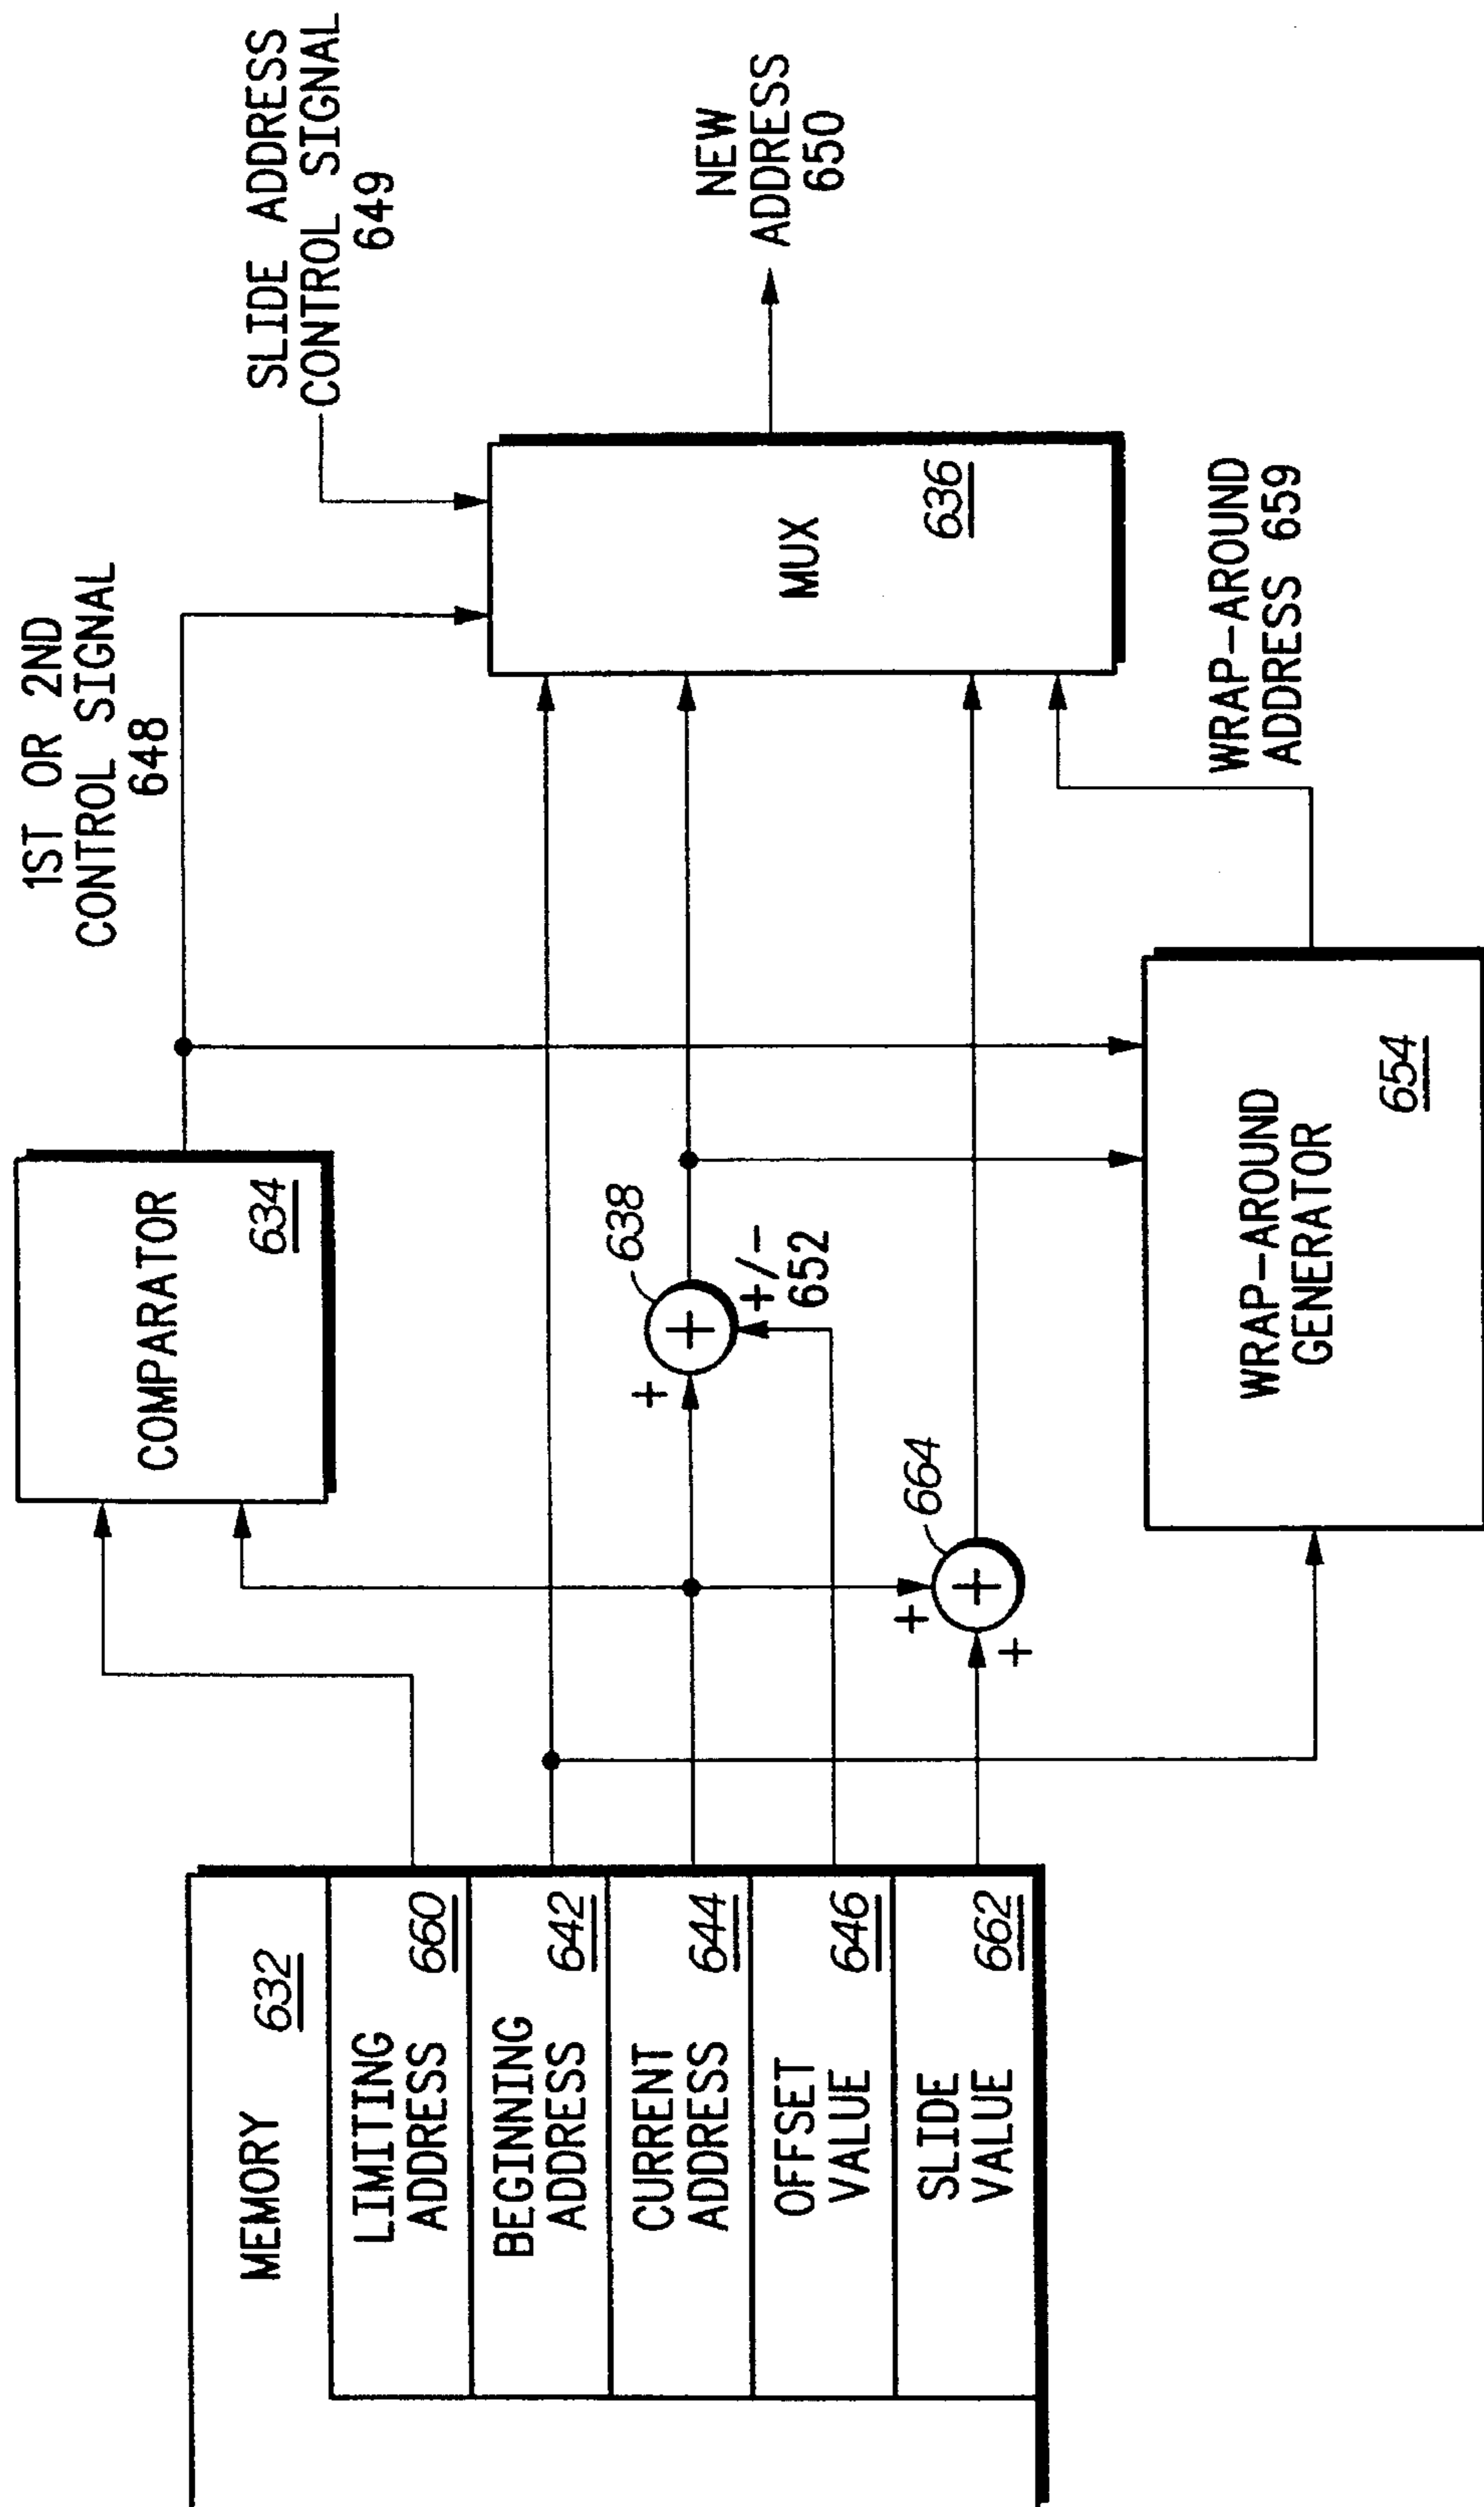 MEMORY
632
LIMITING
ADDRESS
660
BEGINNING
ADDRESS
642
CURRENT
ADDRESS
644
OFFSET
VALUE
646
SLIDE
VALUE
662
COMPARATOR
634
1ST OR 2ND
CONTROL SIGNAL
648
SLIDE ADDRESS
CONTROL SIGNAL
649
+
638
+
+/−
652
664
+
+
+
WRAP−AROUND
GENERATOR
654
MUX
636
NEW
ADDRESS
650
WRAP−AROUND
ADDRESS 659